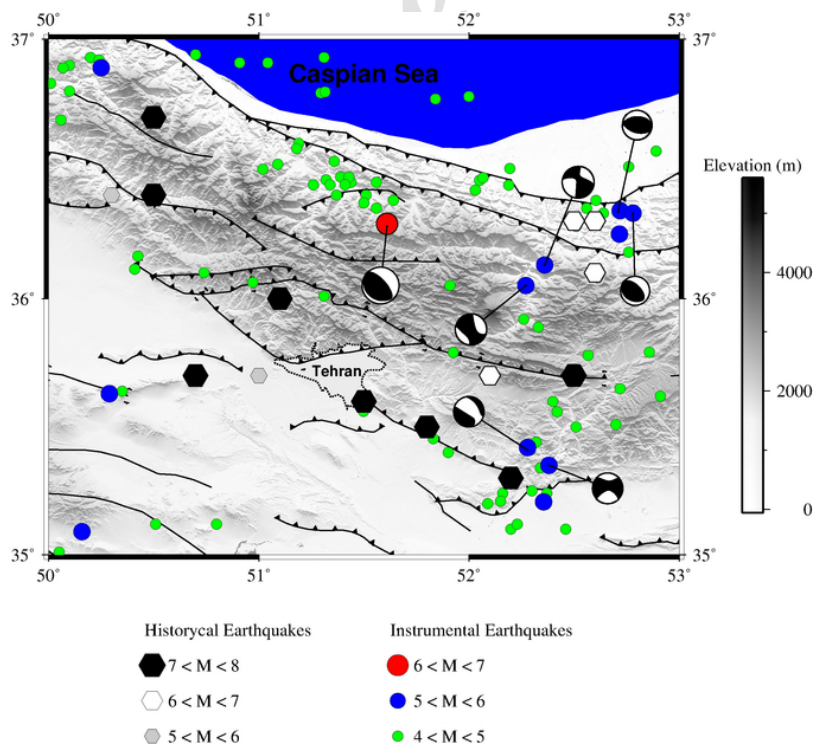 50˚ 51˚ 52˚ 53˚
37˚ 37˚
Caspian Sea
Elevation (m)
4000
36˚ 36˚
2000
Tehran
0
35˚ 35˚
50˚ 51˚ 52˚ 53˚
Historycal Earthquakes Instrumental Earthquakes
7 < M < 8 6 < M < 7
6 < M < 7 5 < M < 6
5 < M < 6 4 < M < 5